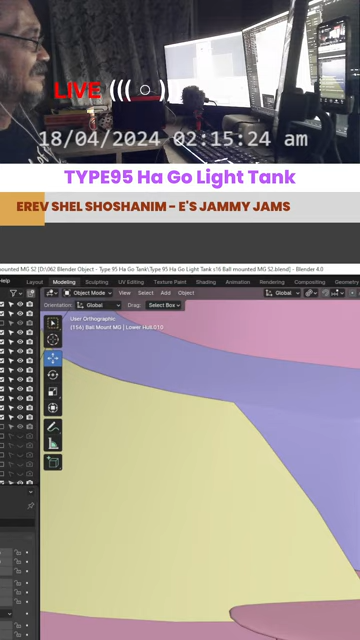 LIVE ((( ○ )))
18/04/2024 02:15:24 am
TYPE95 Ha Go Light Tank
EREV SHEL SHOSHANIM - E'S JAMMY JAMS
mounted MG S2 [D:\062 Blender Object - Type 95 Ha Go Tank\Type 95 Ha Go Light Tank s16 Ball mounted MG S2.blend] - Blender 4.0
Help Layout Modeling Sculpting UV Editing Texture Paint Shading Animation Rendering Compositing Geometry
Object Mode View Select Add Object Global
Orientation: Global Drag: Select Box
User Orthographic
(154) Ball Mount MG | Lower Hull.010